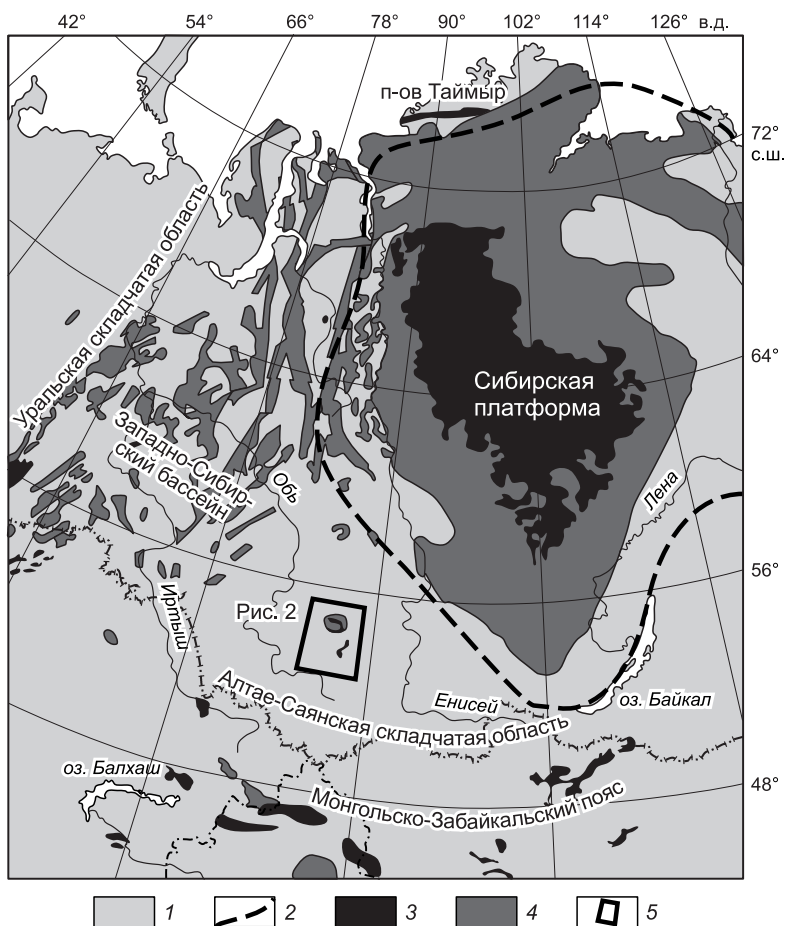 42° 54° 66° 78° 90° 102° 114° 126° в.д.
п-ов Таймыр
72°
с.ш.
Уральская складчатая область
64°
Сибирская
платформа
Западно-Сибир-
ский бассейн
Обь
Лена
56°
Иртыш
Рис. 2
Енисей
оз. Байкал
Алтае-Саянская складчатая область
оз. Балхаш
48°
Монгольско-Забайкальский пояс
1 2 3 4 5